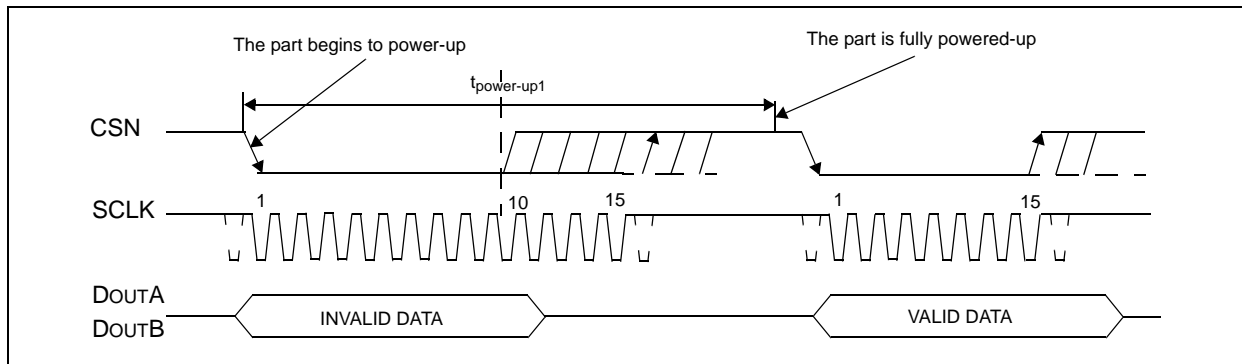 The part begins to power-up
The part is fully powered-up
tpower-up1
CSN
SCLK
1
10
15
1
15
DOUTA
DOUTB
INVALID DATA
VALID DATA